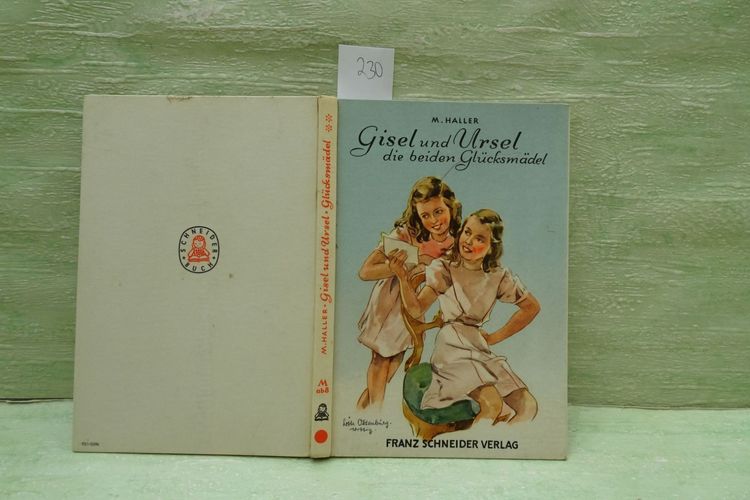 230
M. HALLER
Gisel und Ursel
die beiden Glücksmädel
FRANZ SCHNEIDER VERLAG
M. HALLER · Gisel und Ursel · Glücksmädel
M
ab 8
SCHNEIDER
BUCH